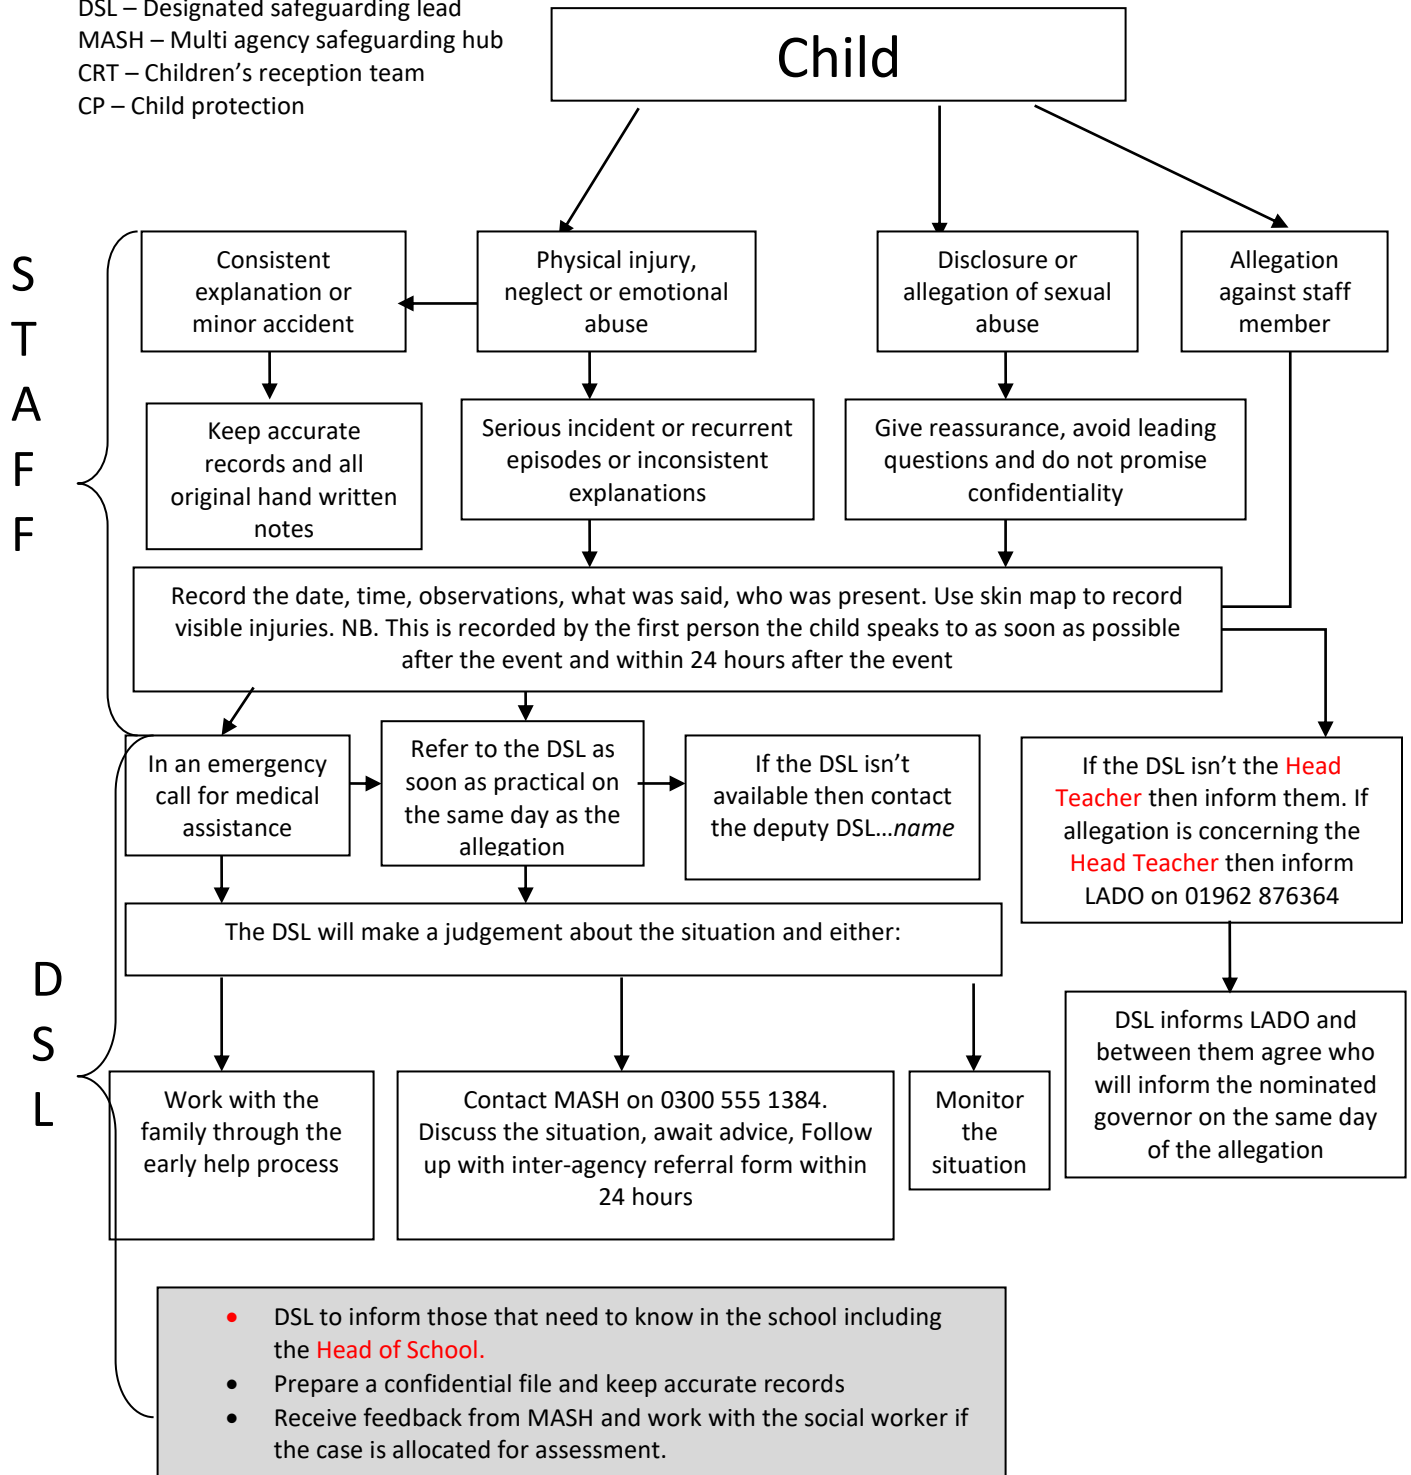 DSL – Designated safeguarding lead
MASH – Multi agency safeguarding hub
CRT – Children’s reception team
CP – Child protection
Child
S
T
A
F
F
Consistent
explanation or
minor accident
Physical injury,
neglect or emotional
abuse
Disclosure or
allegation of sexual
abuse
Allegation
against staff
member
Keep accurate
records and all
original hand written
notes
Serious incident or recurrent
episodes or inconsistent
explanations
Give reassurance, avoid leading
questions and do not promise
confidentiality
Record the date, time, observations, what was said, who was present. Use skin map to record
visible injuries. NB. This is recorded by the first person the child speaks to as soon as possible
after the event and within 24 hours after the event
In an emergency
call for medical
assistance
Refer to the DSL as
soon as practical on
the same day as the
allegation
If the DSL isn’t
available then contact
the deputy DSL…name
If the DSL isn’t the Head
Teacher then inform them. If
allegation is concerning the
Head Teacher then inform
LADO on 01962 876364
The DSL will make a judgement about the situation and either:
D
S
L
DSL informs LADO and
between them agree who
will inform the nominated
governor on the same day
of the allegation
Work with the
family through the
early help process
Contact MASH on 0300 555 1384.
Discuss the situation, await advice, Follow
up with inter-agency referral form within
24 hours
Monitor
the
situation
• DSL to inform those that need to know in the school including
the Head of School.
• Prepare a confidential file and keep accurate records
• Receive feedback from MASH and work with the social worker if
the case is allocated for assessment.